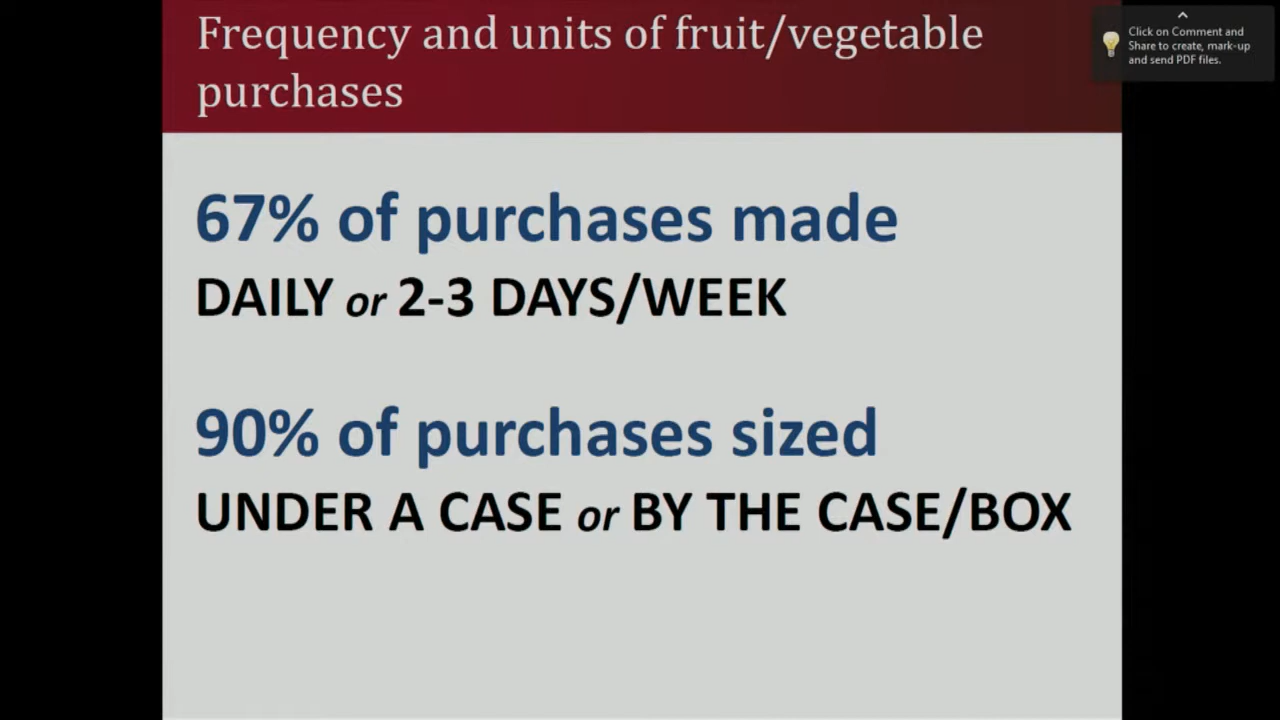 Frequency and units of fruit/vegetable
purchases
Click on Comment and
Share to create, mark-up
and send PDF files.
67% of purchases made
DAILY or 2-3 DAYS/WEEK
90% of purchases sized
UNDER A CASE or BY THE CASE/BOX